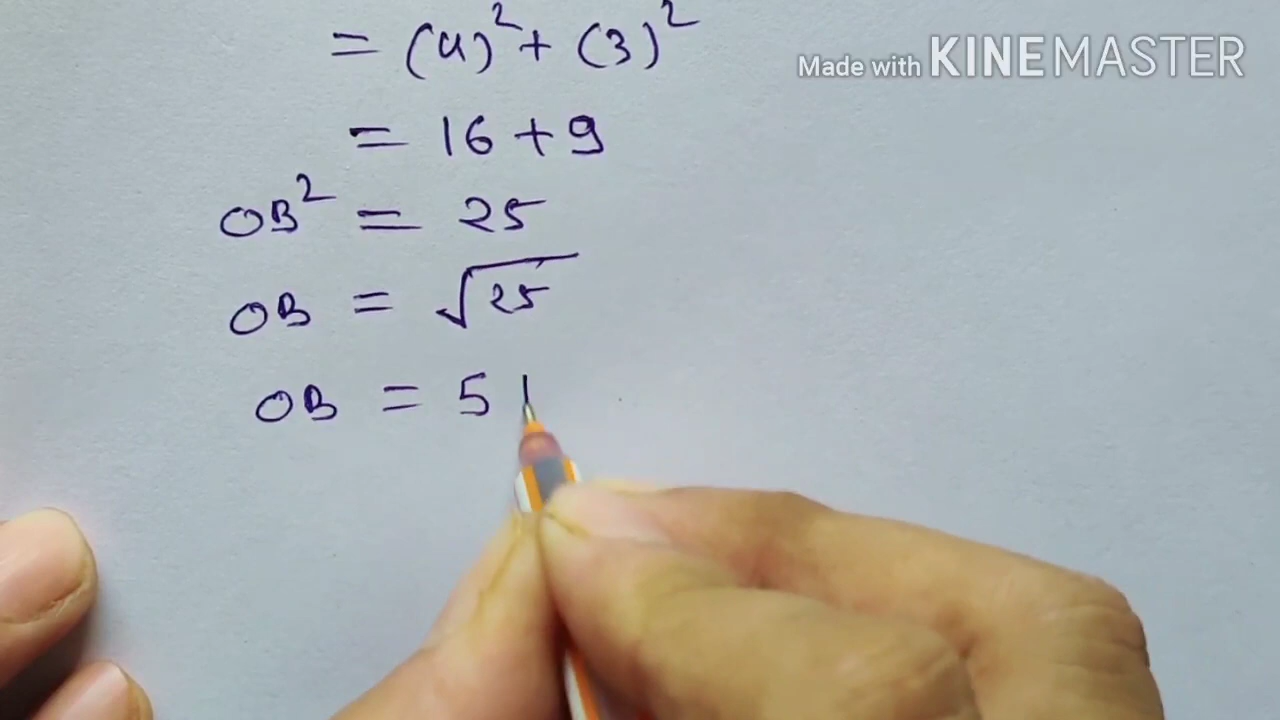 = (4)² + (3)²
Made with KINEMASTER
= 16 + 9
OB² = 25
OB = √25
OB = 5